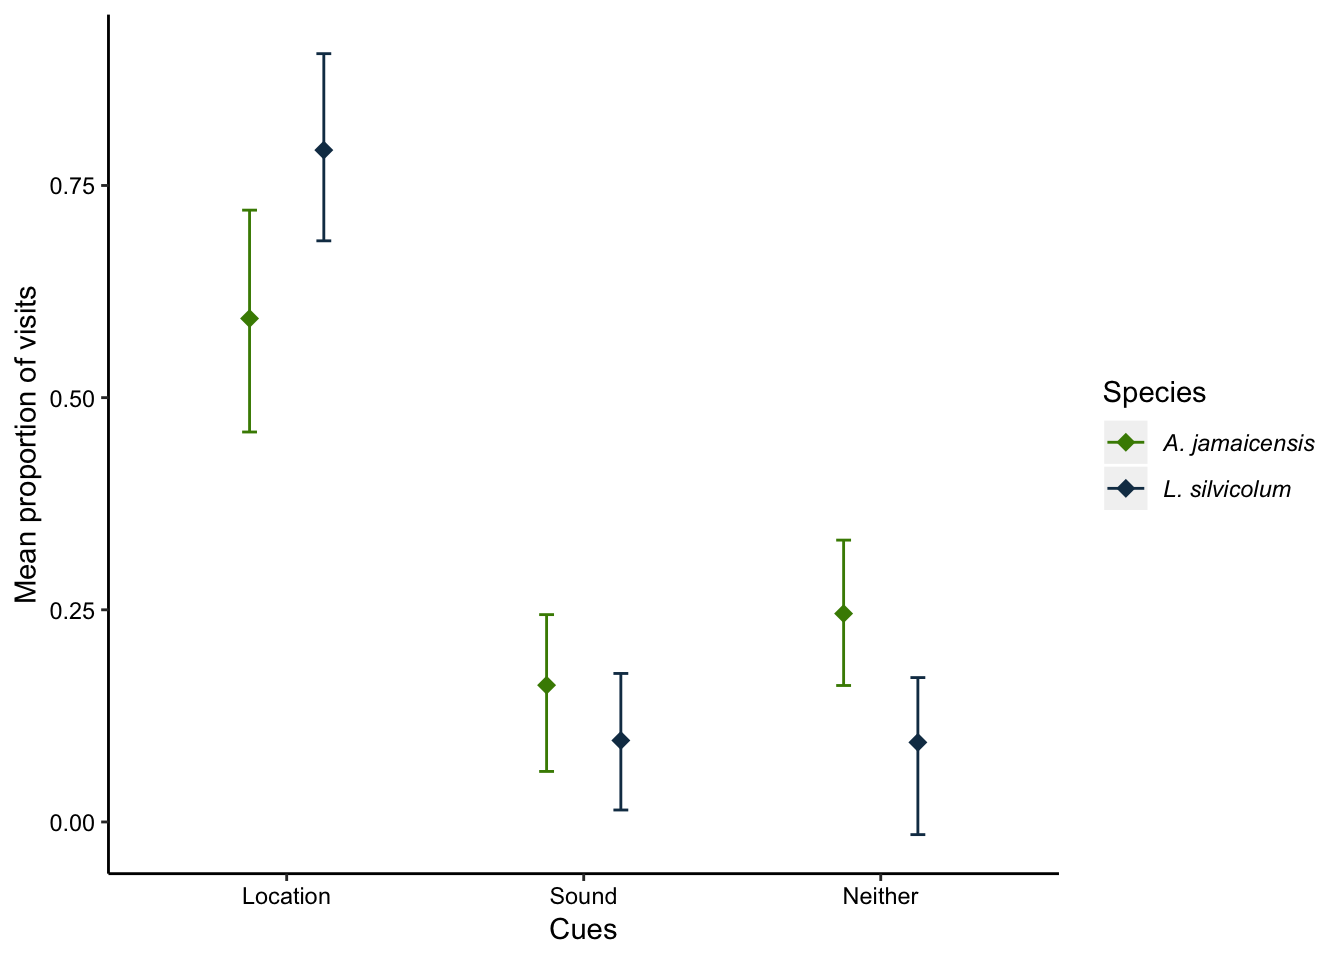 Mean proportion of visits
0.75
0.50
0.25
0.00
Location
Sound
Neither
Cues
Species
A. jamaicensis
L. silvicolum